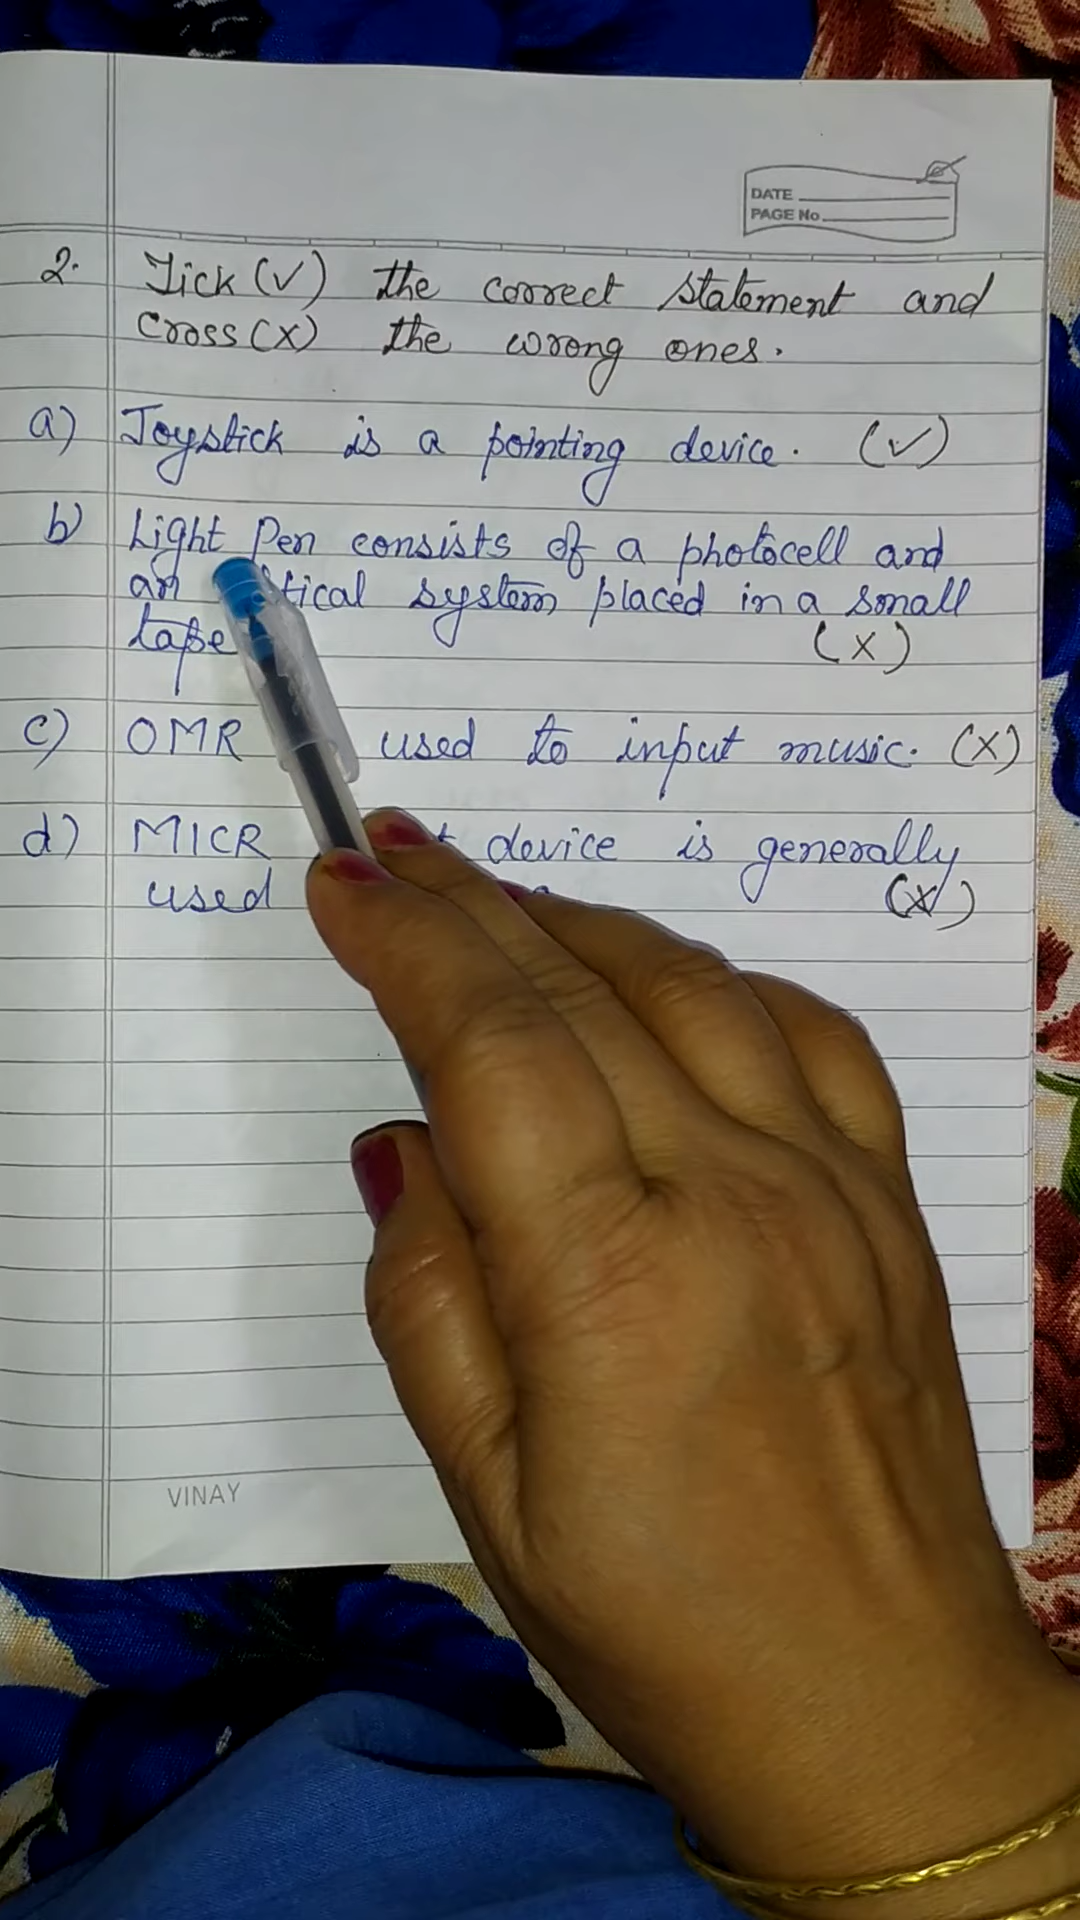 DATE
PAGE No.
2. Tick (✓) the correct statement and
cross (X) the wrong ones.
a) Joystick is a pointing device. (✓)
b) Light Pen consists of a photocell and
an system placed in a small
tape (X)
c) OMR used to input music. (X)
d) MICR device is generally
used (X)
VINAY